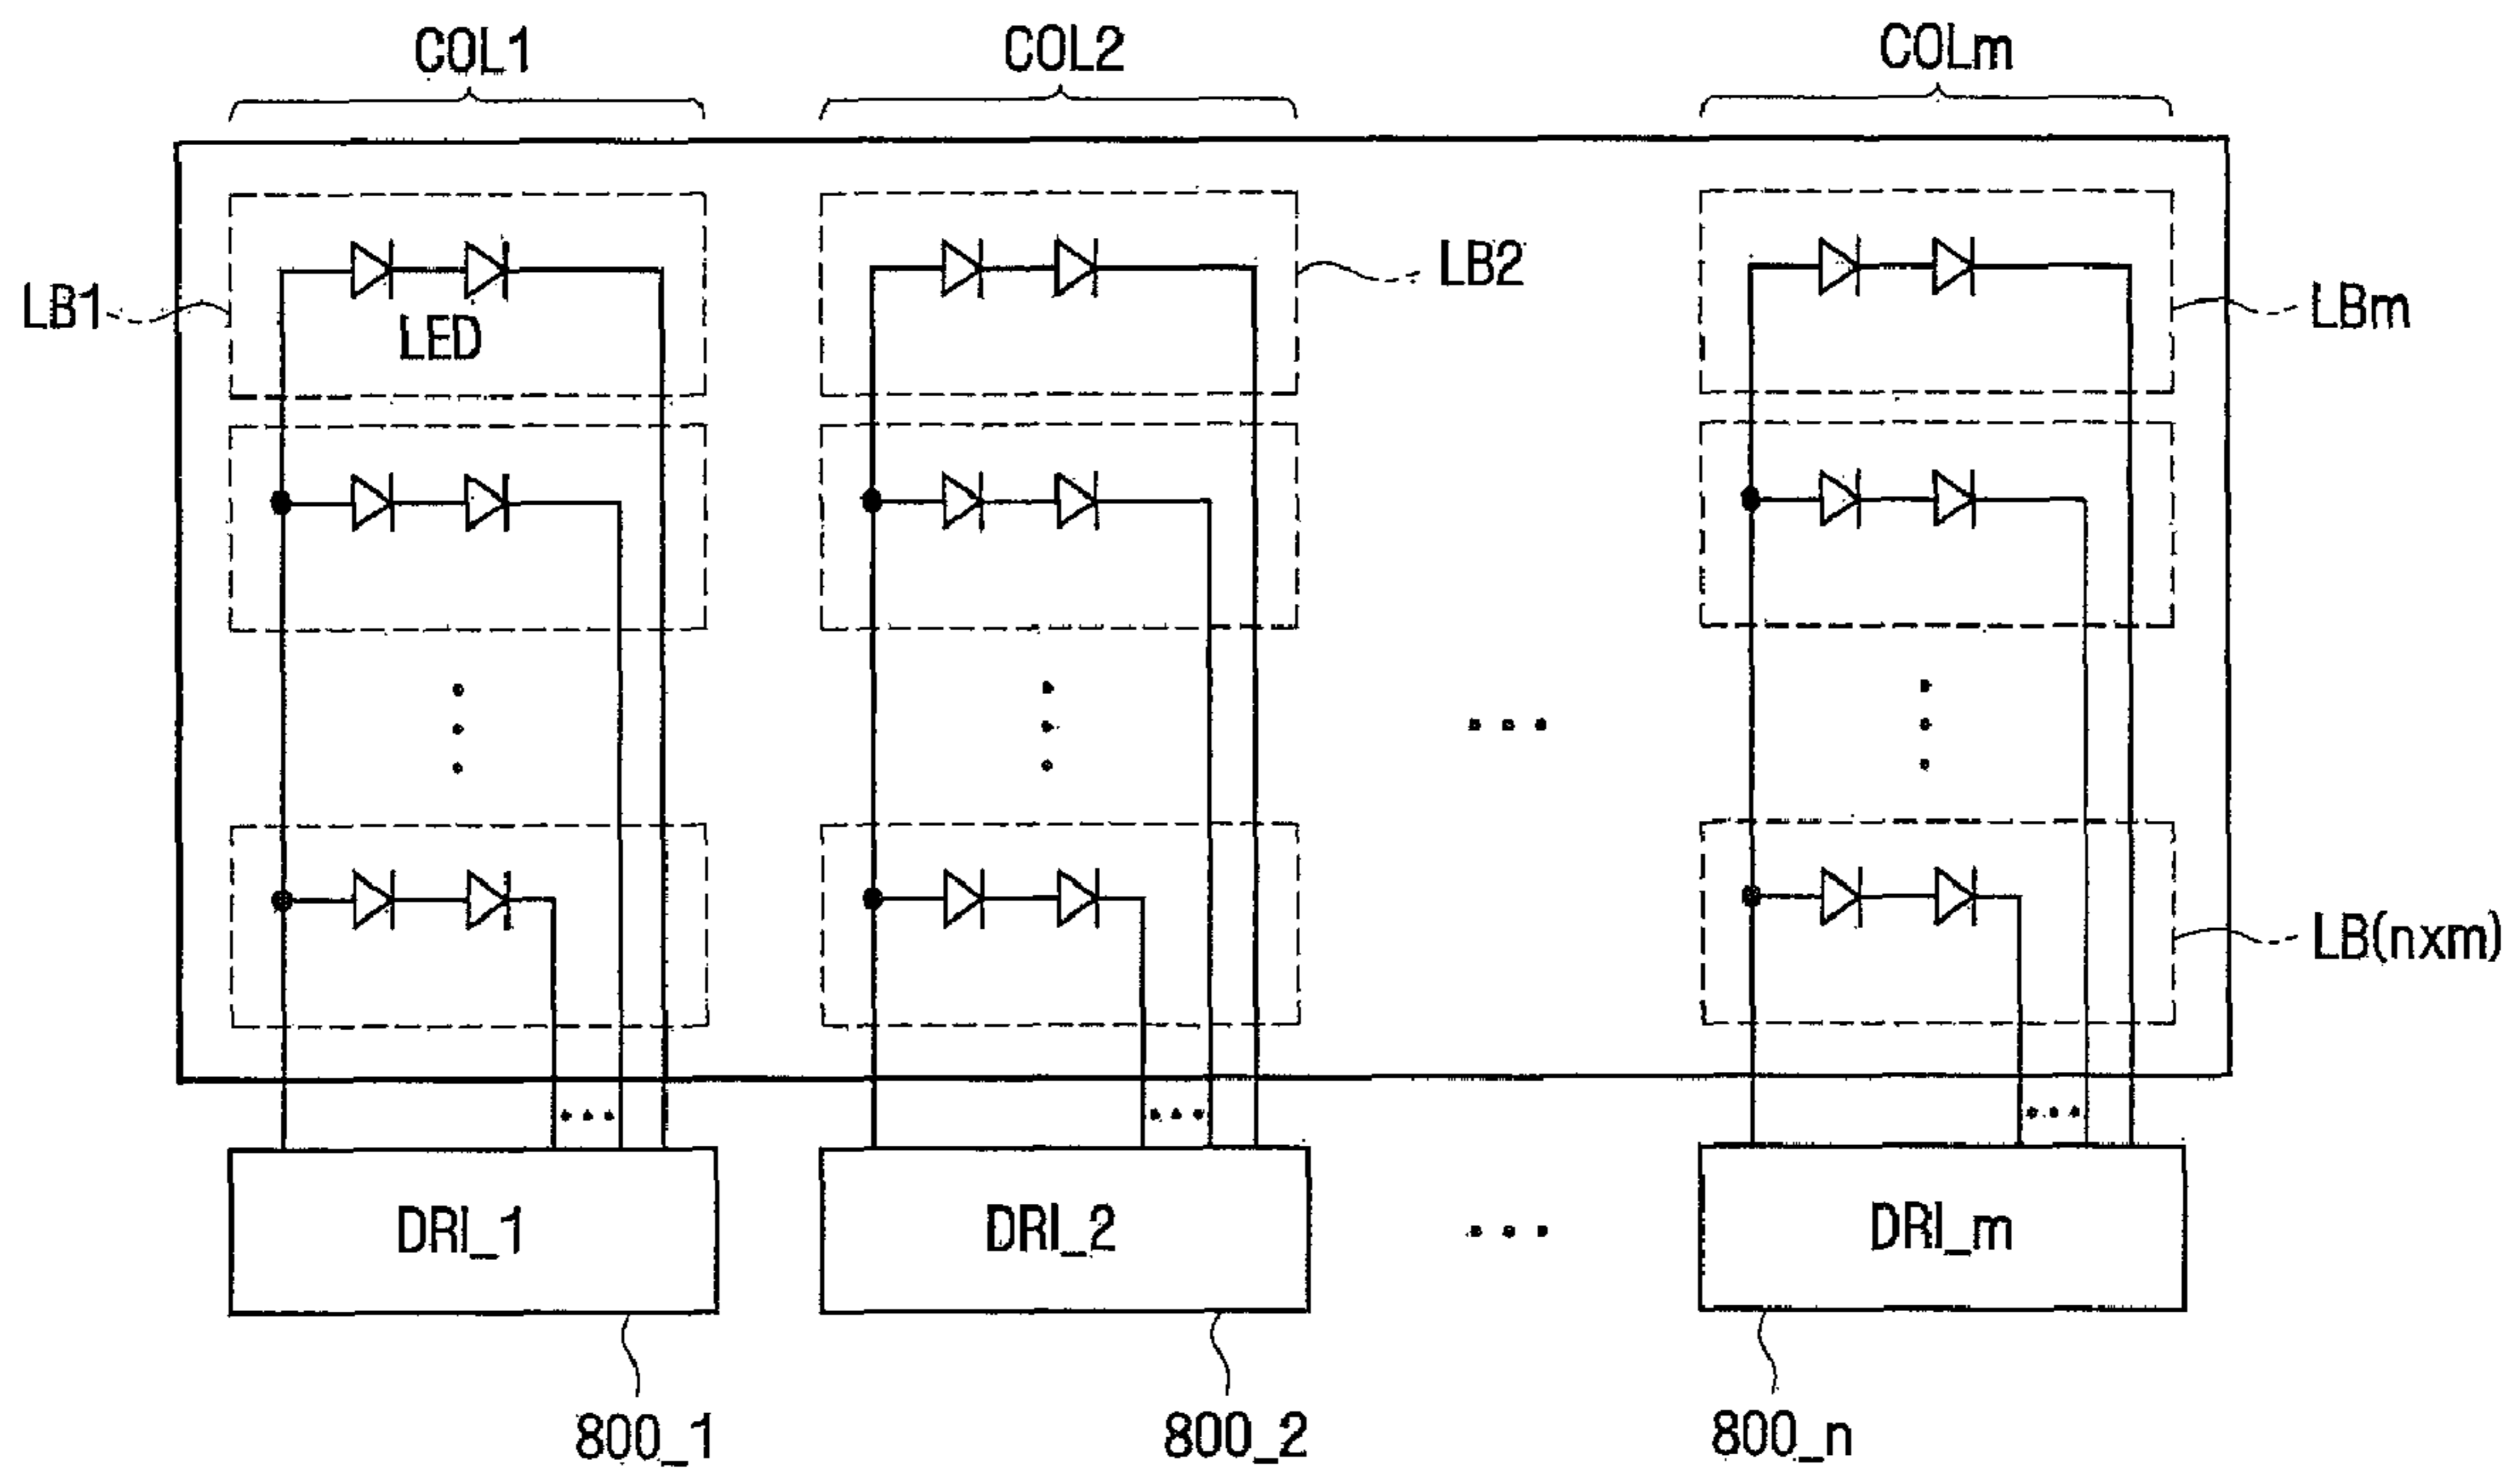 COL1
COL2
COLm
LB1
LED
LB2
LBm
LB(nxm)
DRI_1
DRI_2
DRI_m
800_1
800_2
800_n